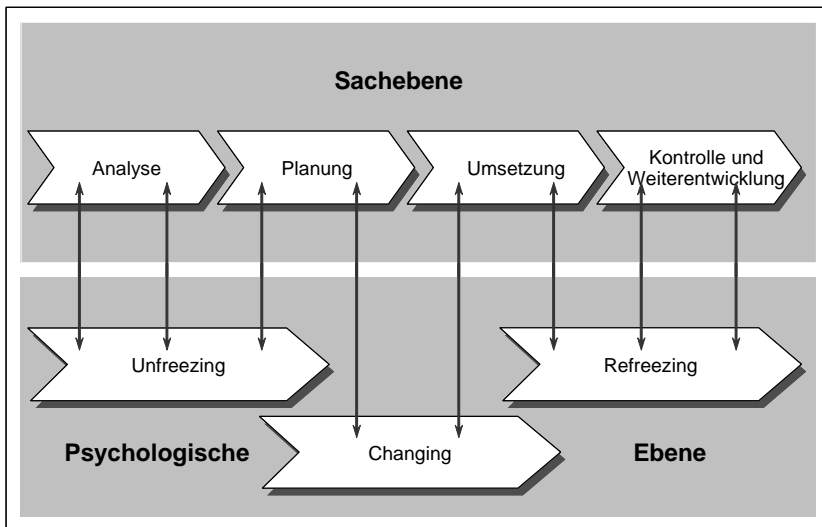 Sachebene
Analyse
Planung
Umsetzung
Kontrolle und
Weiterentwicklung
Unfreezing
Refreezing
Psychologische
Changing
Ebene